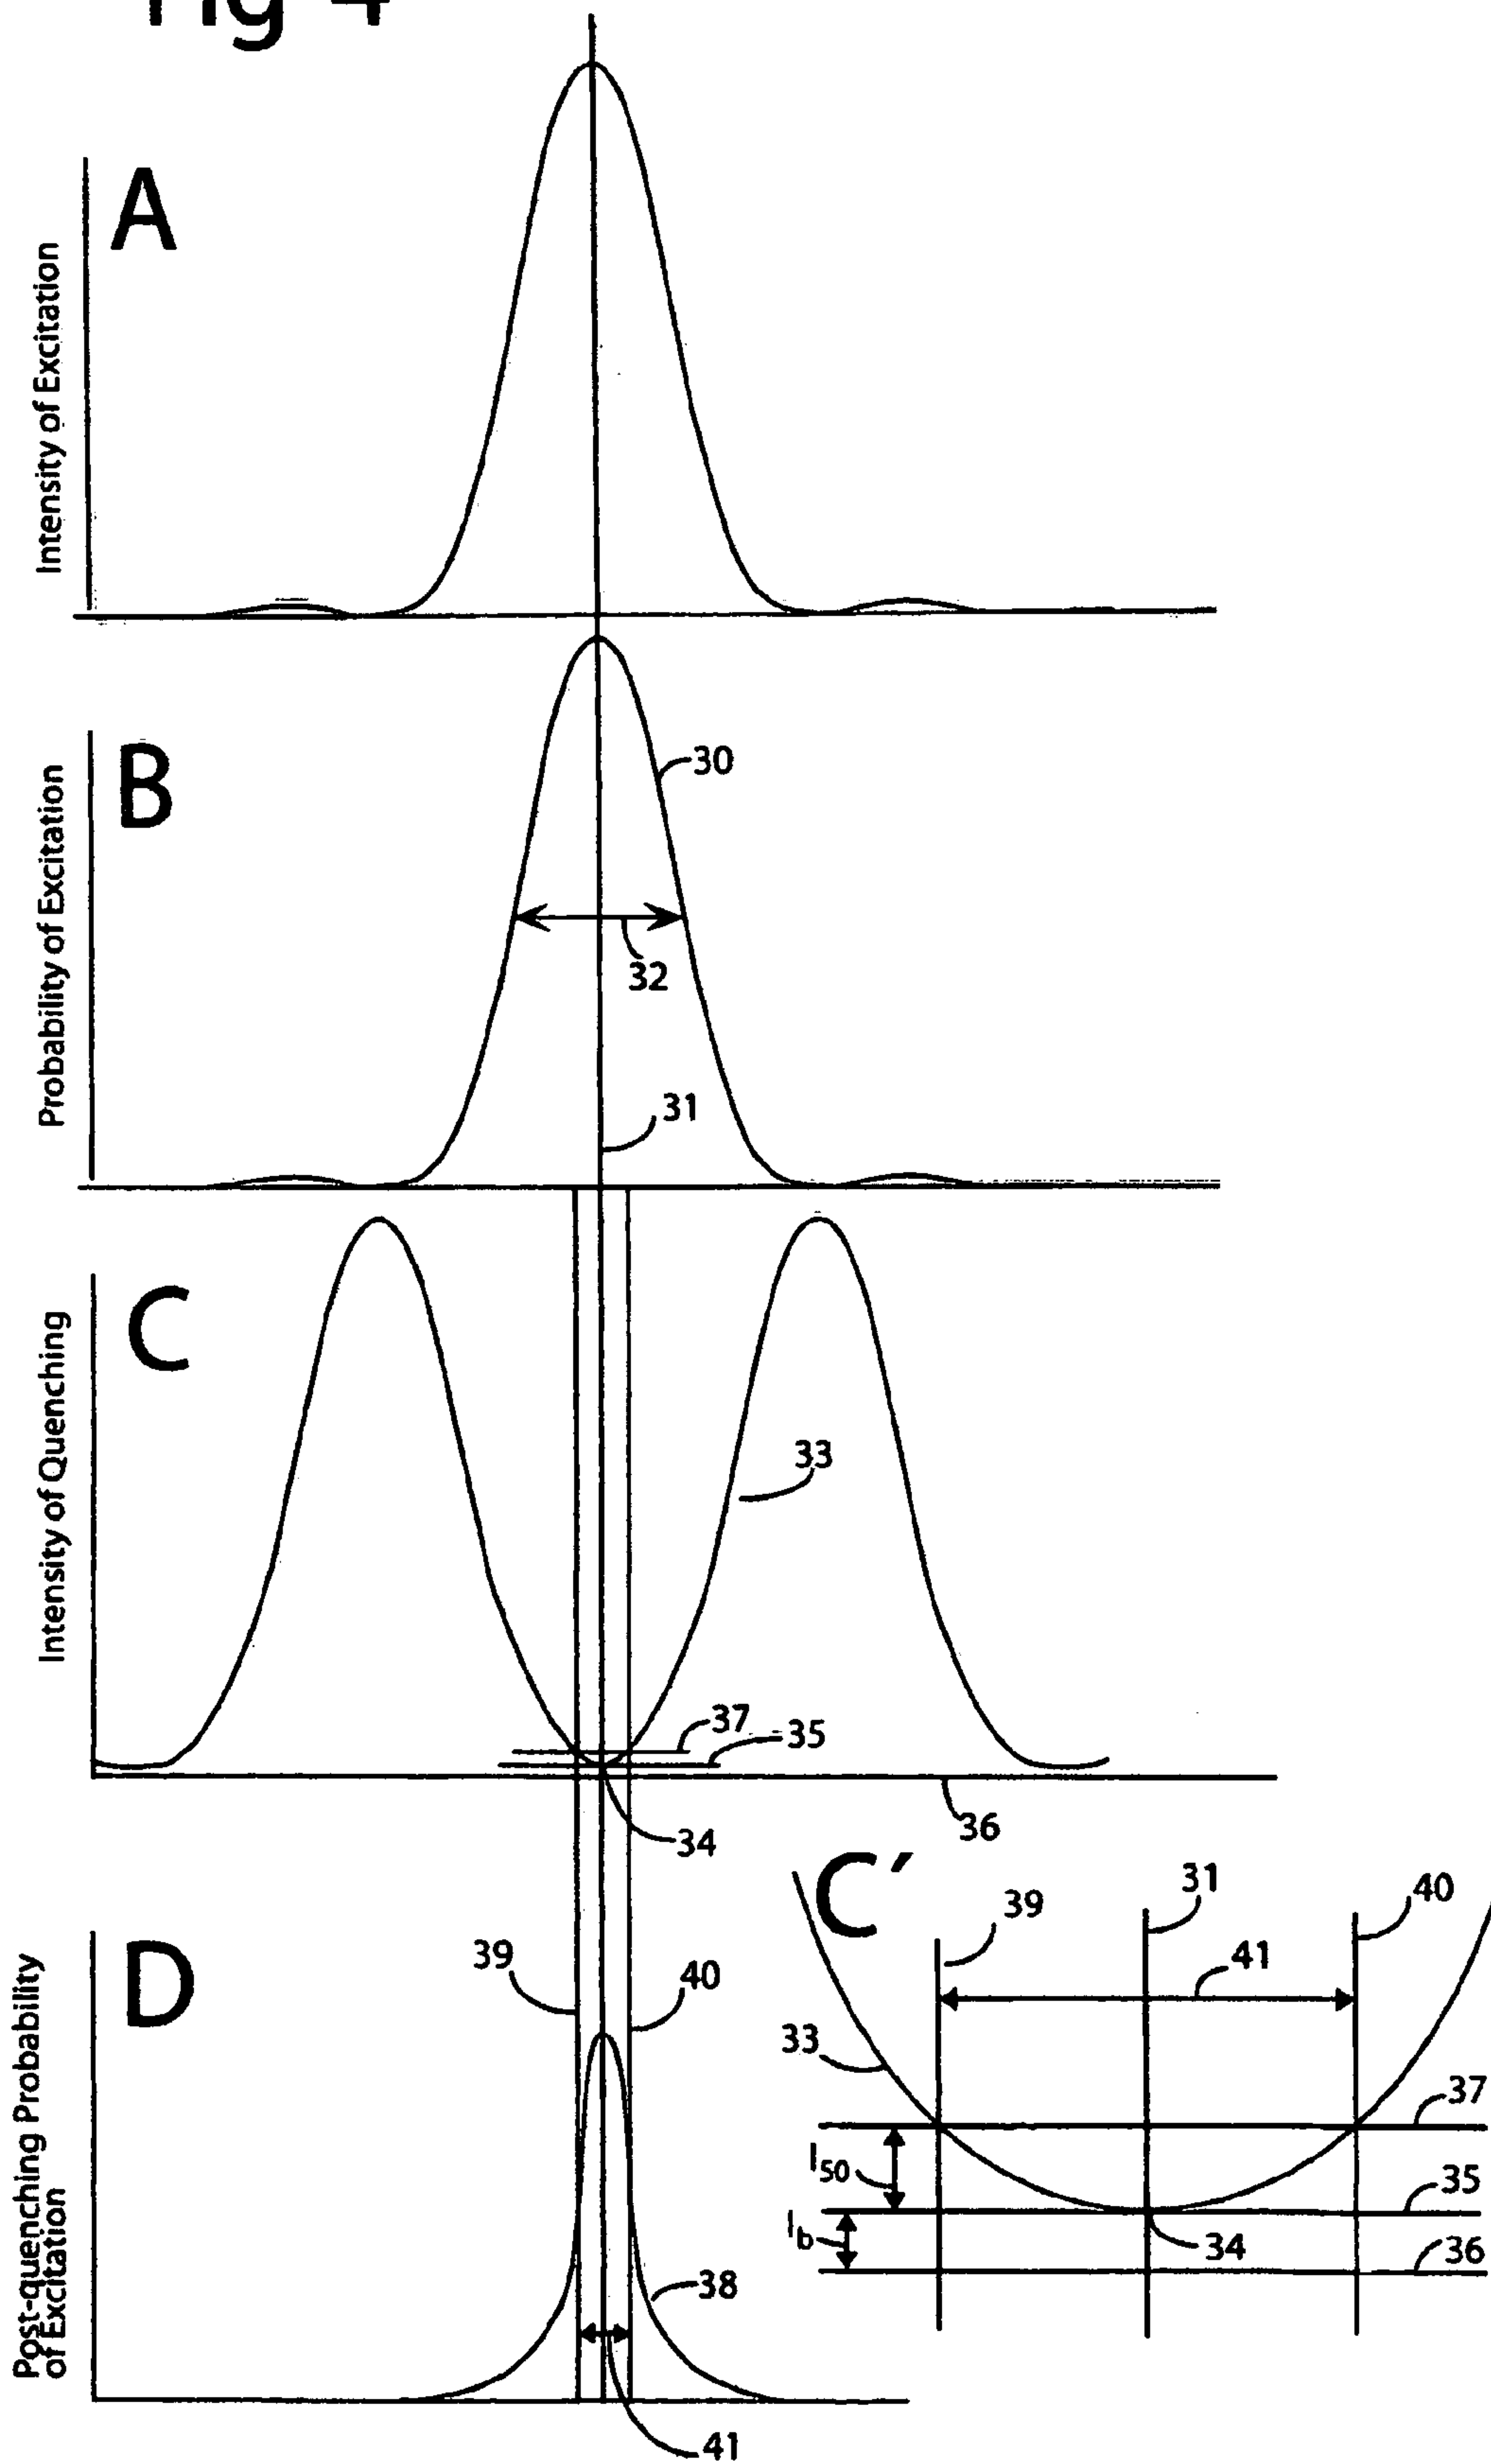 Fig 4
A
Intensity of Excitation
B
Probability of Excitation
30
32
31
C
Intensity of Quenching
33
37
35
34
36
D
Post-quenching Probability
of Excitation
39
40
38
41
C′
39
31
40
41
33
37
I50
35
Ib
34
36